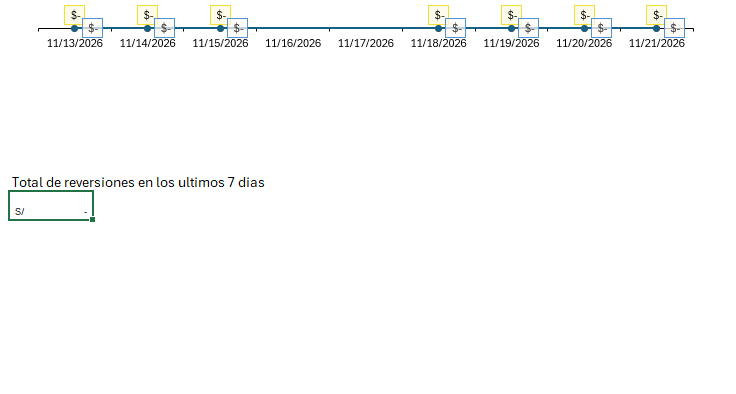 $- $- $- $- $- $- $-
$- $- $- $- $- $- $-
11/13/2026 11/14/2026 11/15/2026 11/16/2026 11/17/2026 11/18/2026 11/19/2026 11/20/2026 11/21/2026
Total de reversiones en los ultimos 7 dias
S/ -